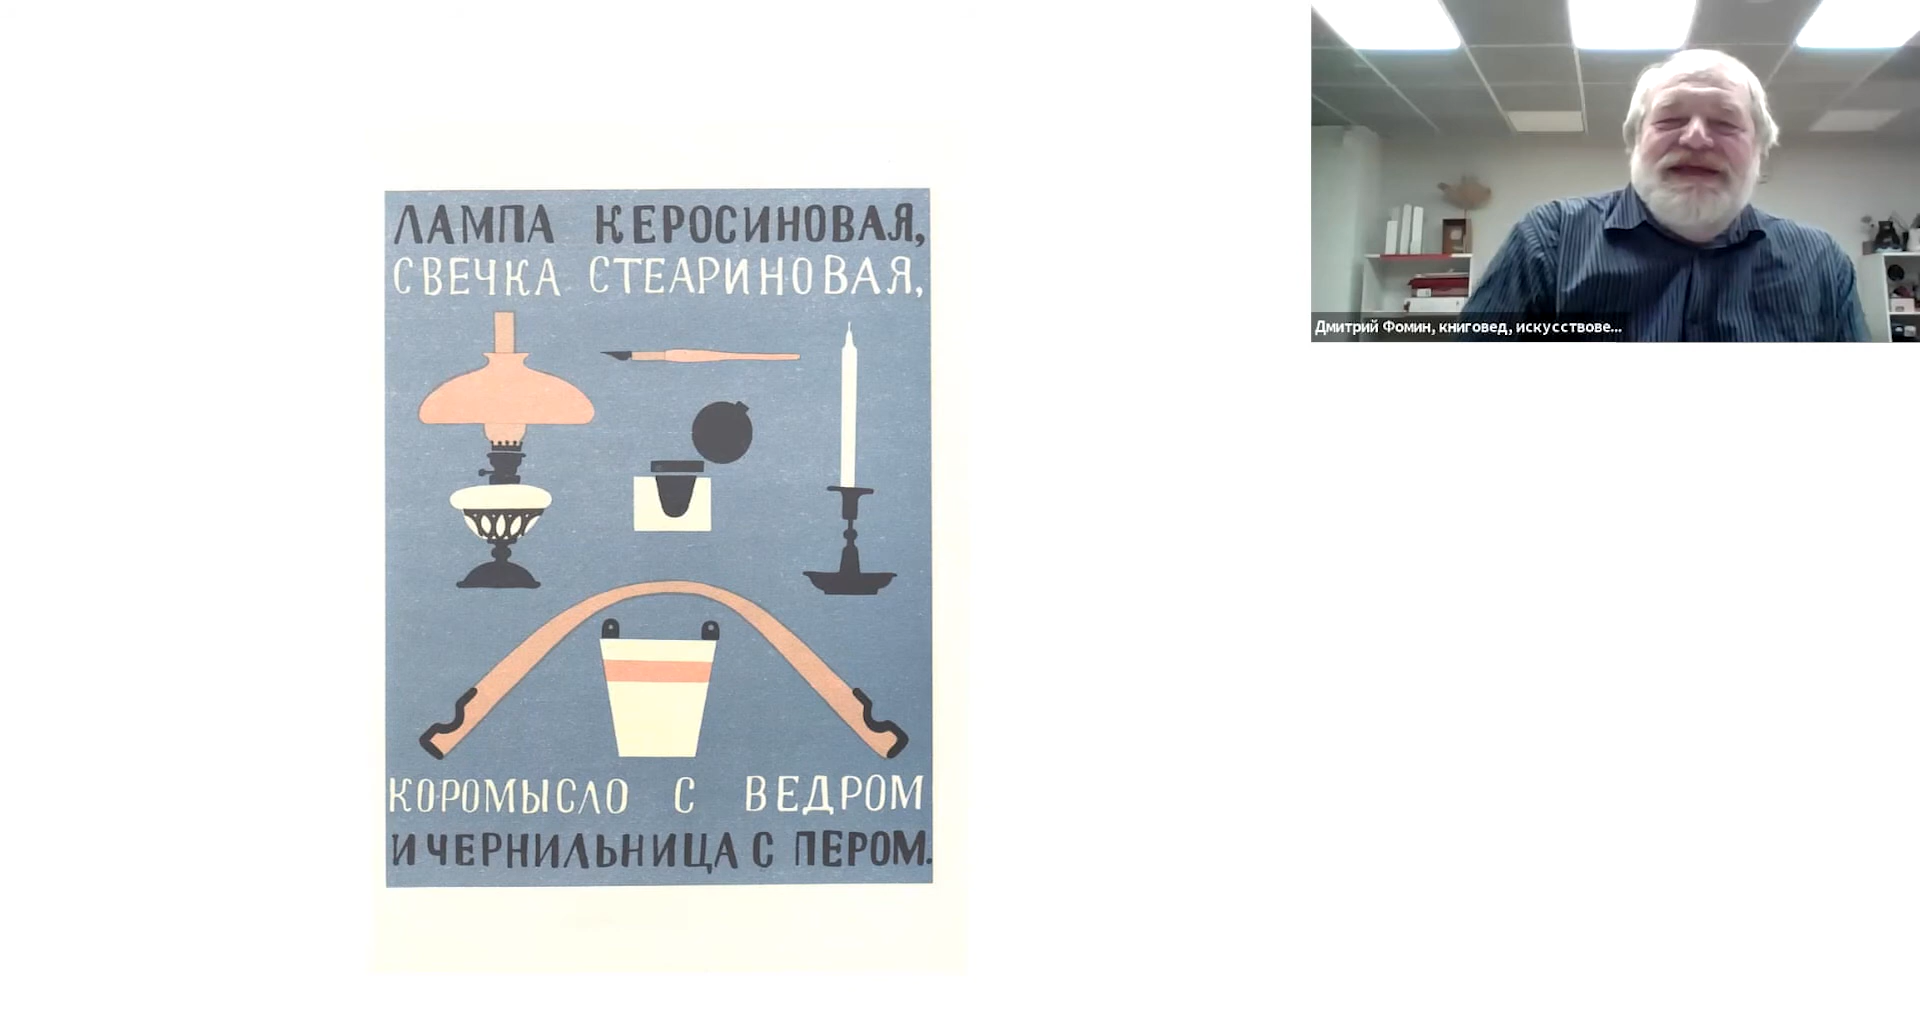 ЛАМПА КЕРОСИНОВАЯ,
СВЕЧКА СТЕАРИНОВАЯ,
КОРОМЫСЛО С ВЕДРОМ
И ЧЕРНИЛЬНИЦА С ПЕРОМ.
Дмитрий Фомин, книговед, искусствове...